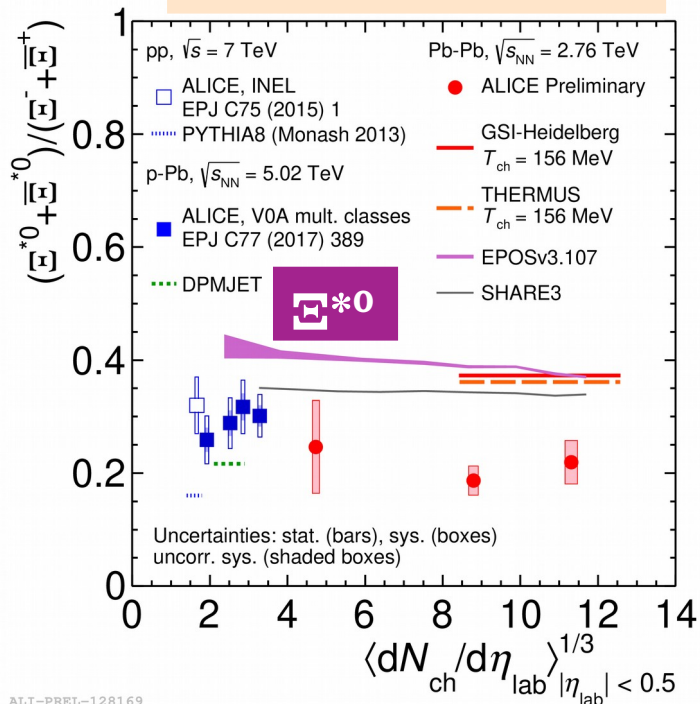 (Ξ*⁰+Ξ̅*⁰)/(Ξ⁻+Ξ̅⁺)
1
0.8
0.6
0.4
0.2
0
pp, √s = 7 TeV
ALICE, INEL
EPJ C75 (2015) 1
PYTHIA8 (Monash 2013)
p-Pb, √sNN = 5.02 TeV
ALICE, V0A mult. classes
EPJ C77 (2017) 389
DPMJET
Pb-Pb, √sNN = 2.76 TeV
ALICE Preliminary
GSI-Heidelberg
Tch = 156 MeV
THERMUS
Tch = 156 MeV
EPOSv3.107
SHARE3
Ξ*⁰
Uncertainties: stat. (bars), sys. (boxes)
uncorr. sys. (shaded boxes)
0 2 4 6 8 10 12 14
⟨dNch/dηlab⟩^1/3 |ηlab| < 0.5
ALI-PREL-128169